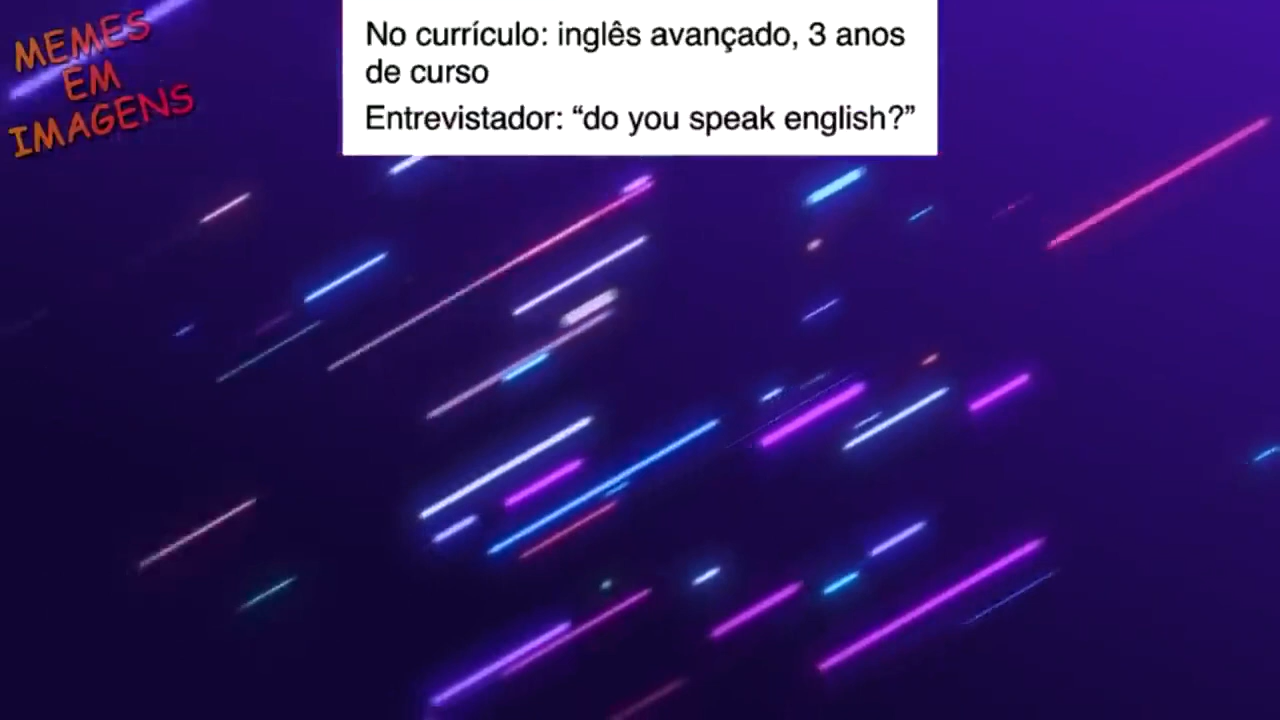 MEMES
EM
IMAGENS
No currículo: inglês avançado, 3 anos
de curso
Entrevistador: “do you speak english?”